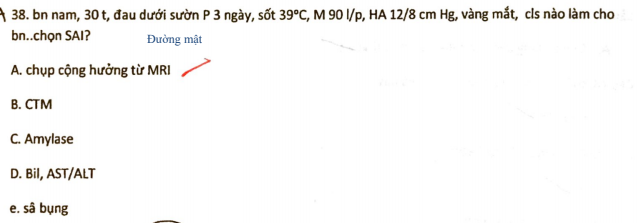 38. bn nam, 30 t, đau dưới sườn P 3 ngày, sốt 39°C, M 90 l/p, HA 12/8 cm Hg, vàng mắt, cls nào làm cho
bn..chọn SAI?
Đường mật
A. chụp cộng hưởng từ MRI
B. CTM
C. Amylase
D. Bil, AST/ALT
e. sâ bụng